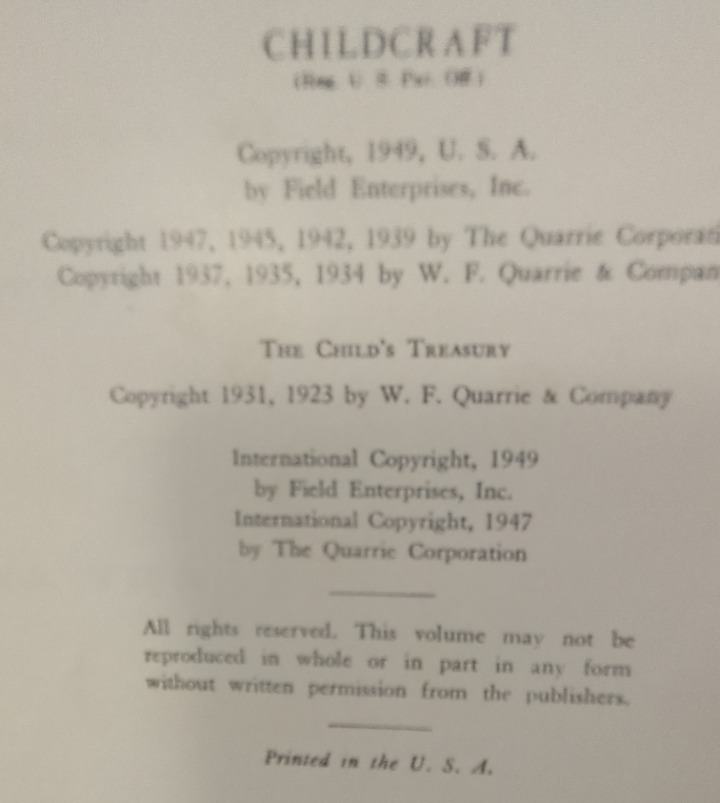 CHILDCRAFT
(Reg. U. S. Pat. Off.)
Copyright, 1949, U. S. A.
by Field Enterprises, Inc.
Copyright 1947, 1945, 1942, 1939 by The Quarrie Corporati
Copyright 1937, 1935, 1934 by W. F. Quarrie & Compan
THE CHILD'S TREASURY
Copyright 1931, 1923 by W. F. Quarrie & Company
International Copyright, 1949
by Field Enterprises, Inc.
International Copyright, 1947
by The Quarrie Corporation
All rights reserved. This volume may not be
reproduced in whole or in part in any form
without written permission from the publishers.
Printed in the U. S. A.